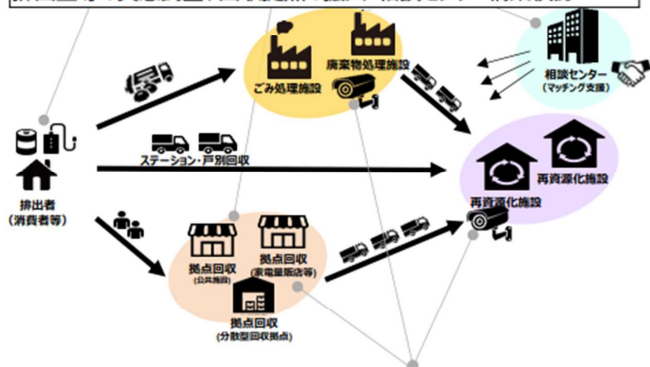 ごみ処理施設
廃棄物処理施設
相談センター
(マッチング支援)
ステーション・戸別回収
排出者
(消費者等)
再資源化施設
再資源化施設
拠点回収
(公共施設)
拠点回収
(家電量販店等)
拠点回収
(分散型回収拠点)